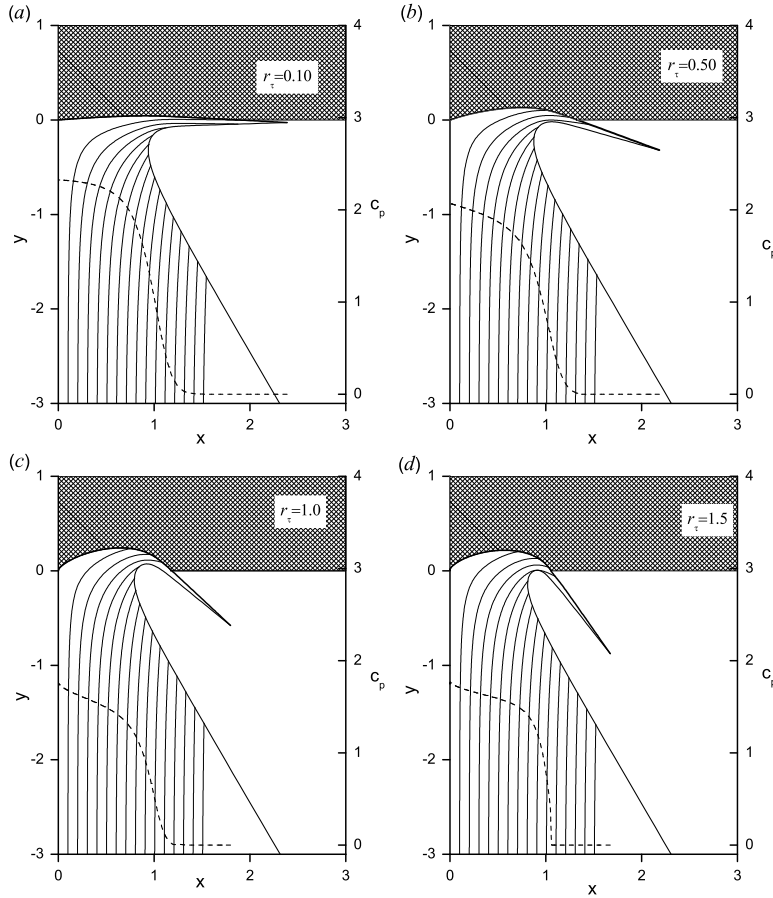 (a) (b)
1 4 1 4
r_τ=0.10 r_τ=0.50
0 3 0 3
-1 2 -1 2
y c_p y c_p
-2 1 -2 1
-3 0 -3 0
0 1 2 3 0 1 2 3
x x
(c) (d)
1 4 1 4
r_τ=1.0 r_τ=1.5
0 3 0 3
-1 2 -1 2
y c_p y c_p
-2 1 -2 1
-3 0 -3 0
0 1 2 3 0 1 2 3
x x